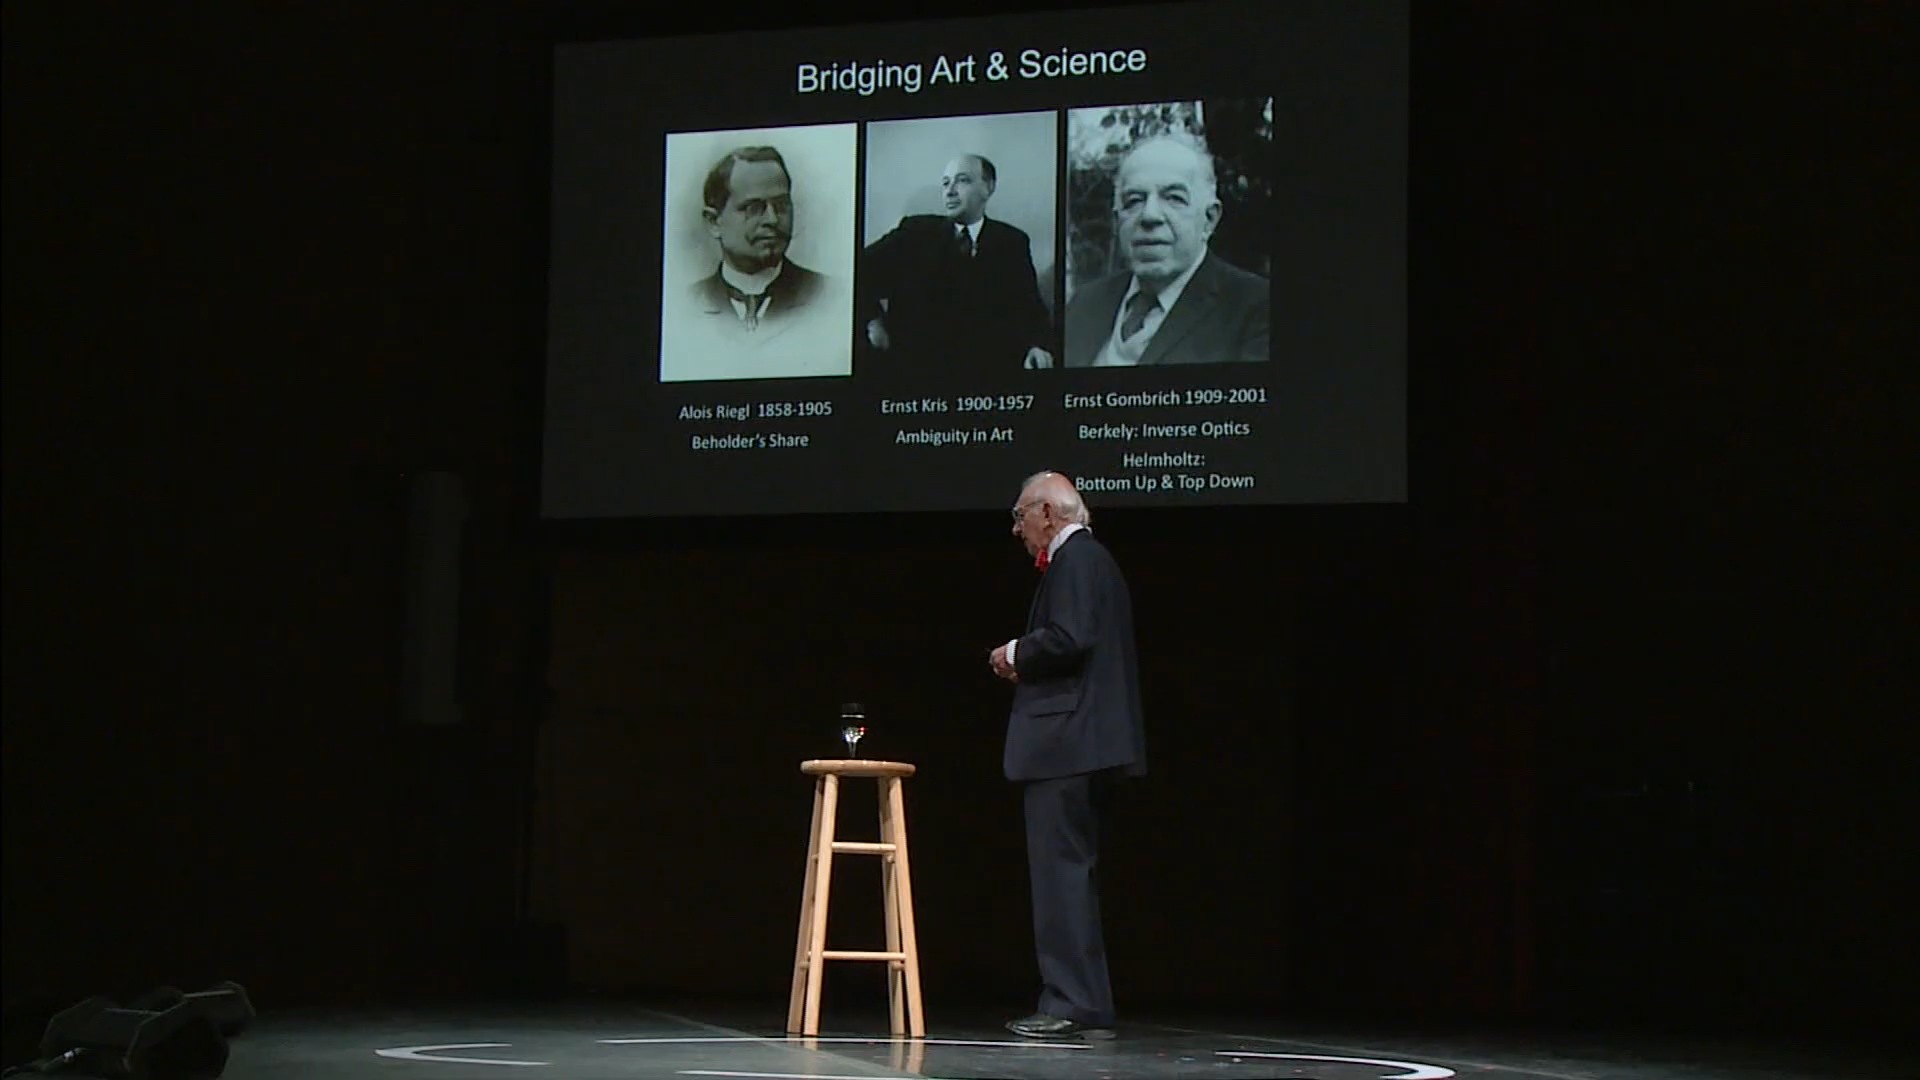 Bridging Art & Science
Alois Riegl 1858-1905
Beholder's Share
Ernst Kris 1900-1957
Ambiguity in Art
Ernst Gombrich 1909-2001
Berkely: Inverse Optics
Helmholtz:
Bottom Up & Top Down